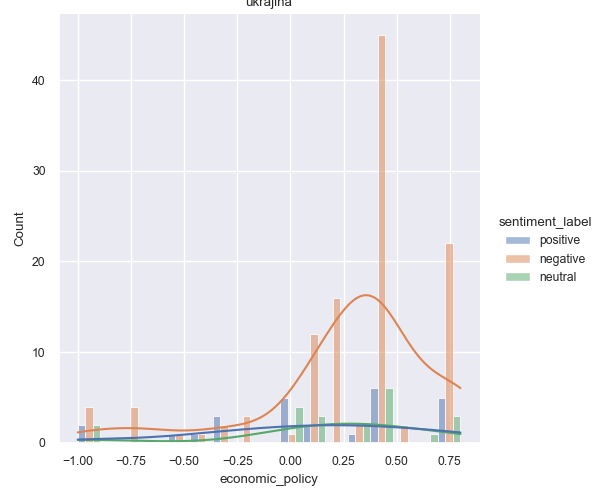 ukrajina
40
30
20
10
0
Count
−1.00 −0.75 −0.50 −0.25 0.00 0.25 0.50 0.75
economic_policy
sentiment_label
positive
negative
neutral